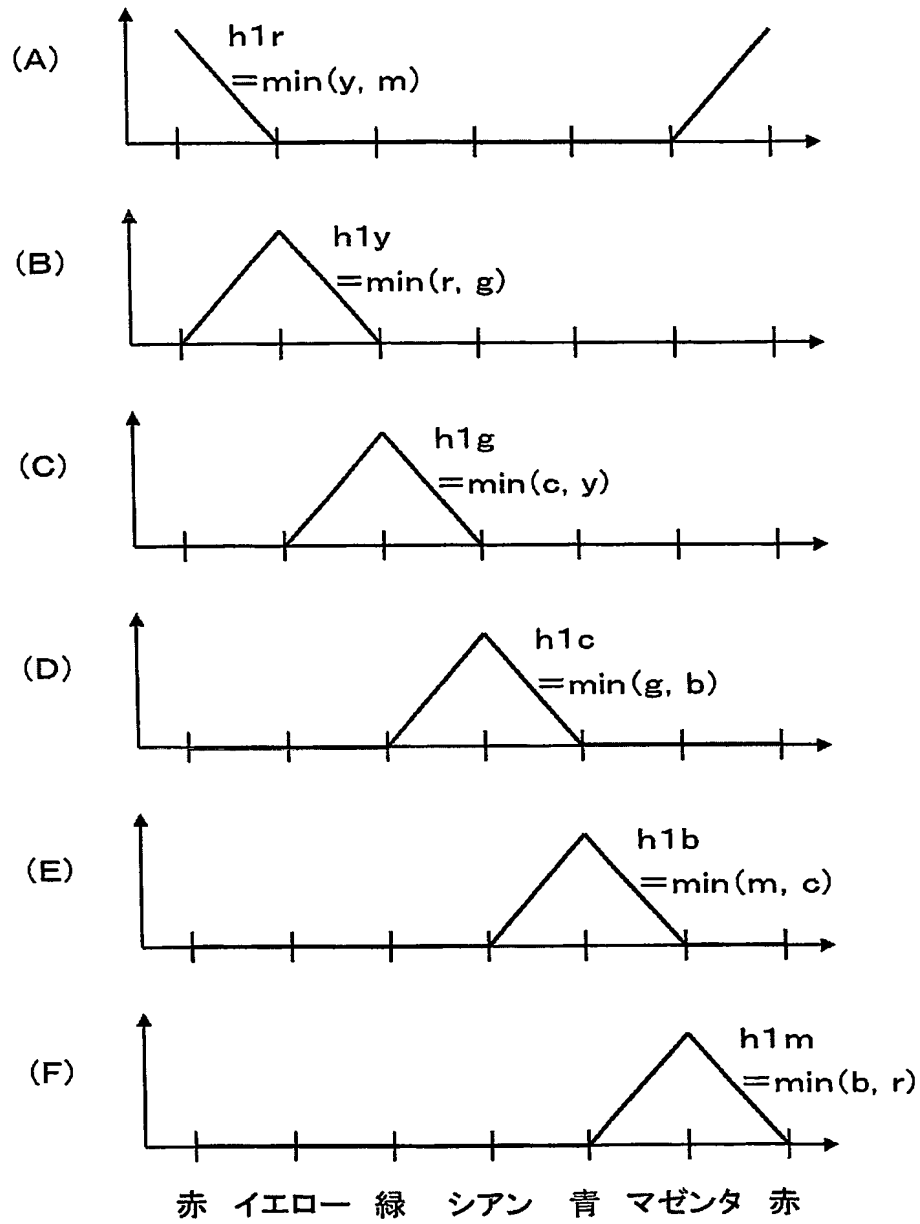 (A)
h1r
=min(y, m)
(B)
h1y
=min(r, g)
(C)
h1g
=min(c, y)
(D)
h1c
=min(g, b)
(E)
h1b
=min(m, c)
(F)
h1m
=min(b, r)
赤 イエロー 緑 シアン 青 マゼンタ 赤